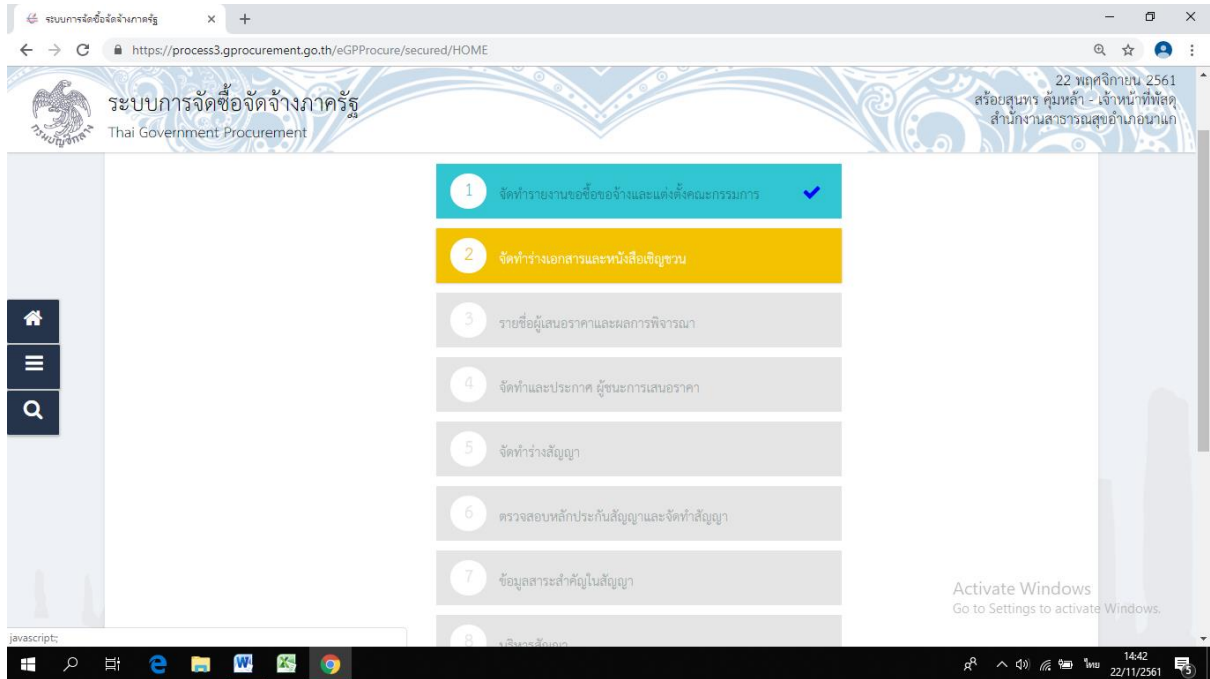 ระบบการจัดซื้อจัดจ้างภาครัฐ
https://process3.gprocurement.go.th/eGPProcure/secured/HOME
ระบบการจัดซื้อจัดจ้างภาครัฐ
Thai Government Procurement
22 พฤศจิกายน 2561
สร้อยสุนทร คุ้มหล้า - เจ้าหน้าที่พัสดุ
สำนักงานสาธารณสุขอำเภอนาแก
1 จัดทำรายงานขอซื้อขอจ้างและแต่งตั้งคณะกรรมการ
2 จัดทำร่างเอกสารและหนังสือเชิญชวน
3 รายชื่อผู้เสนอราคาและผลการพิจารณา
4 จัดทำและประกาศ ผู้ชนะการเสนอราคา
5 จัดทำร่างสัญญา
6 ตรวจสอบหลักประกันสัญญาและจัดทำสัญญา
7 ข้อมูลสาระสำคัญในสัญญา
8 บริหารสัญญา
Activate Windows
Go to Settings to activate Windows.
javascript:;
ไทย
14:42
22/11/2561
5